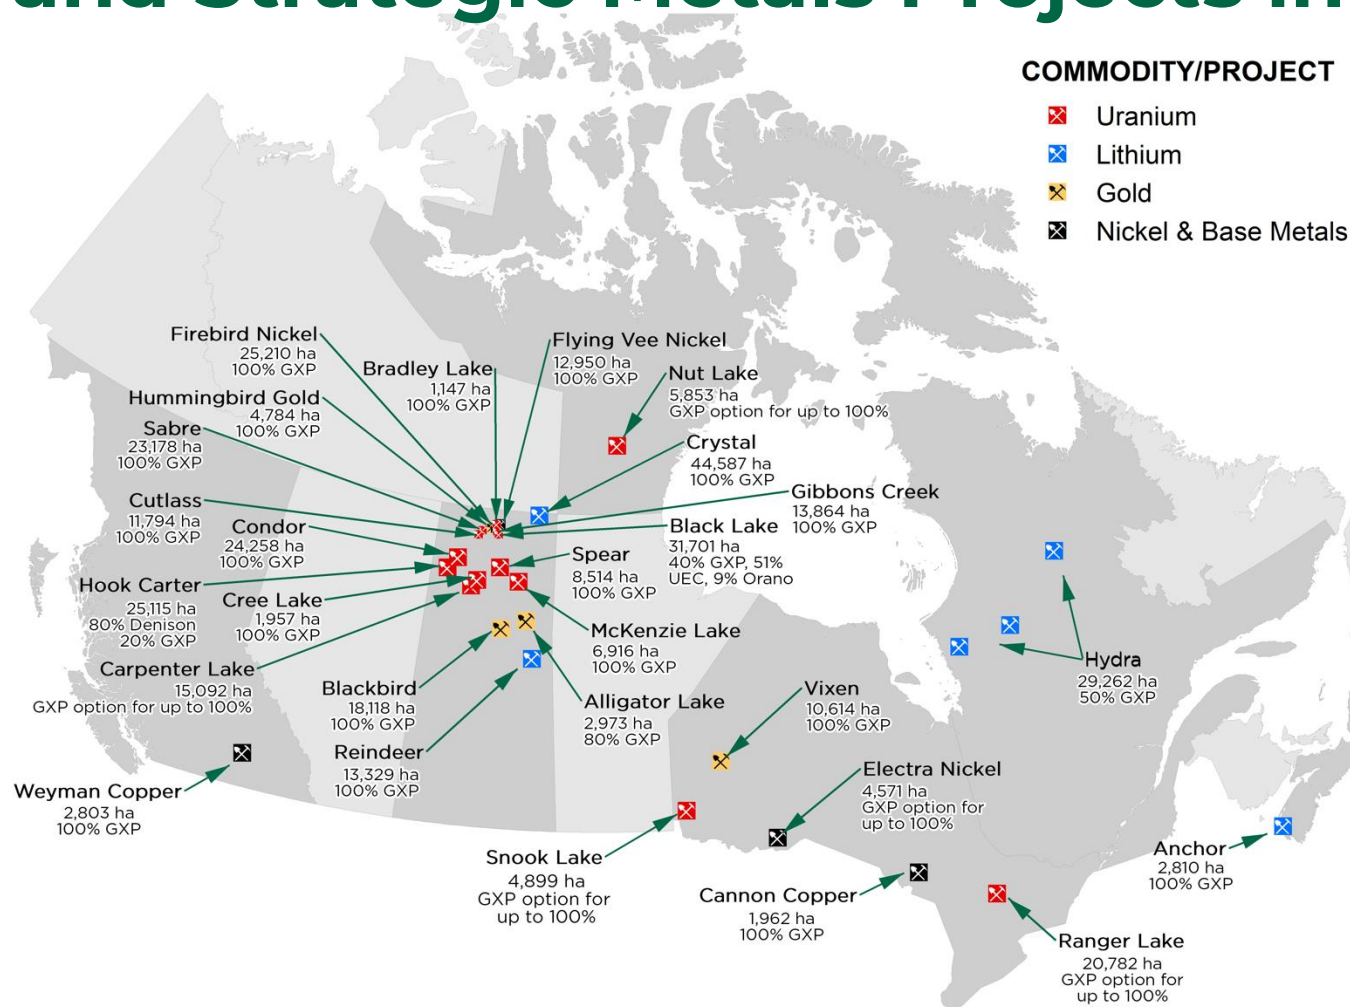 and Strategic Metals Projects in
COMMODITY/PROJECT
Uranium
Lithium
Gold
Nickel & Base Metals
Firebird Nickel
25,210 ha
100% GXP
Bradley Lake
1,147 ha
100% GXP
Flying Vee Nickel
12,950 ha
100% GXP
Nut Lake
5,853 ha
GXP option for up to 100%
Hummingbird Gold
4,784 ha
100% GXP
Sabre
23,178 ha
100% GXP
Crystal
44,587 ha
100% GXP
Cutlass
11,794 ha
100% GXP
Gibbons Creek
13,864 ha
100% GXP
Condor
24,258 ha
100% GXP
Black Lake
31,701 ha
40% GXP, 51%
UEC, 9% Orano
Spear
8,514 ha
100% GXP
Hook Carter
25,115 ha
80% Denison
20% GXP
Cree Lake
1,957 ha
100% GXP
McKenzie Lake
6,916 ha
100% GXP
Carpenter Lake
15,092 ha
GXP option for up to 100%
Hydra
29,262 ha
50% GXP
Blackbird
18,118 ha
100% GXP
Alligator Lake
2,973 ha
80% GXP
Vixen
10,614 ha
100% GXP
Reindeer
13,329 ha
100% GXP
Weyman Copper
2,803 ha
100% GXP
Electra Nickel
4,571 ha
GXP option for
up to 100%
Snook Lake
4,899 ha
GXP option for
up to 100%
Anchor
2,810 ha
100% GXP
Cannon Copper
1,962 ha
100% GXP
Ranger Lake
20,782 ha
GXP option for
up to 100%